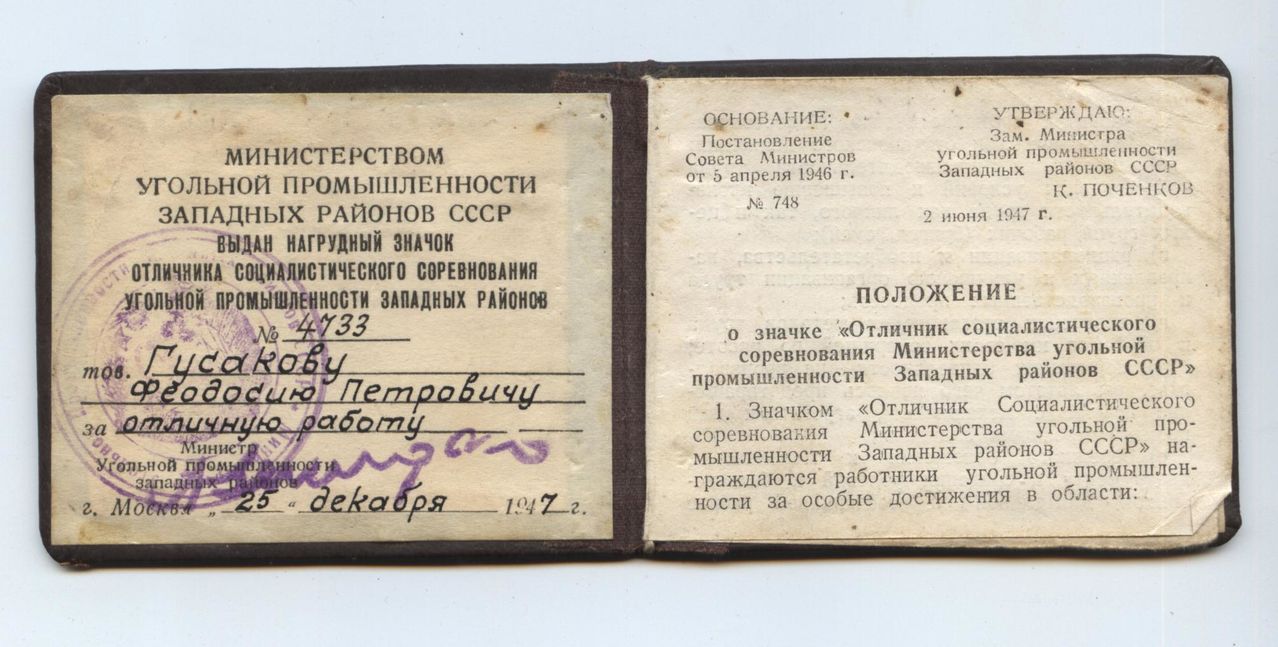 МИНИСТЕРСТВОМ
УГОЛЬНОЙ ПРОМЫШЛЕННОСТИ
ЗАПАДНЫХ РАЙОНОВ СССР
ВЫДАН НАГРУДНЫЙ ЗНАЧОК
ОТЛИЧНИКА СОЦИАЛИСТИЧЕСКОГО СОРЕВНОВАНИЯ
УГОЛЬНОЙ ПРОМЫШЛЕННОСТИ ЗАПАДНЫХ РАЙОНОВ
№ 4733
тов. Гусакову
Феодосию Петровичу
за отличную работу
Министр
Угольной промышленности
западных районов
г. Москва „ 25 “ декабря 1947 г.
ОСНОВАНИЕ:
Постановление
Совета Министров
от 5 апреля 1946 г.
№ 748
УТВЕРЖДАЮ:
Зам. Министра
угольной промышленности
Западных районов СССР
К. ПОЧЕНКОВ
2 июня 1947 г.
ПОЛОЖЕНИЕ
о значке «Отличник социалистического
соревнования Министерства угольной
промышленности Западных районов СССР»
1. Значком «Отличник Социалистического
соревнования Министерства угольной про-
мышленности Западных районов СССР» на-
граждаются работники угольной промышлен-
ности за особые достижения в области: